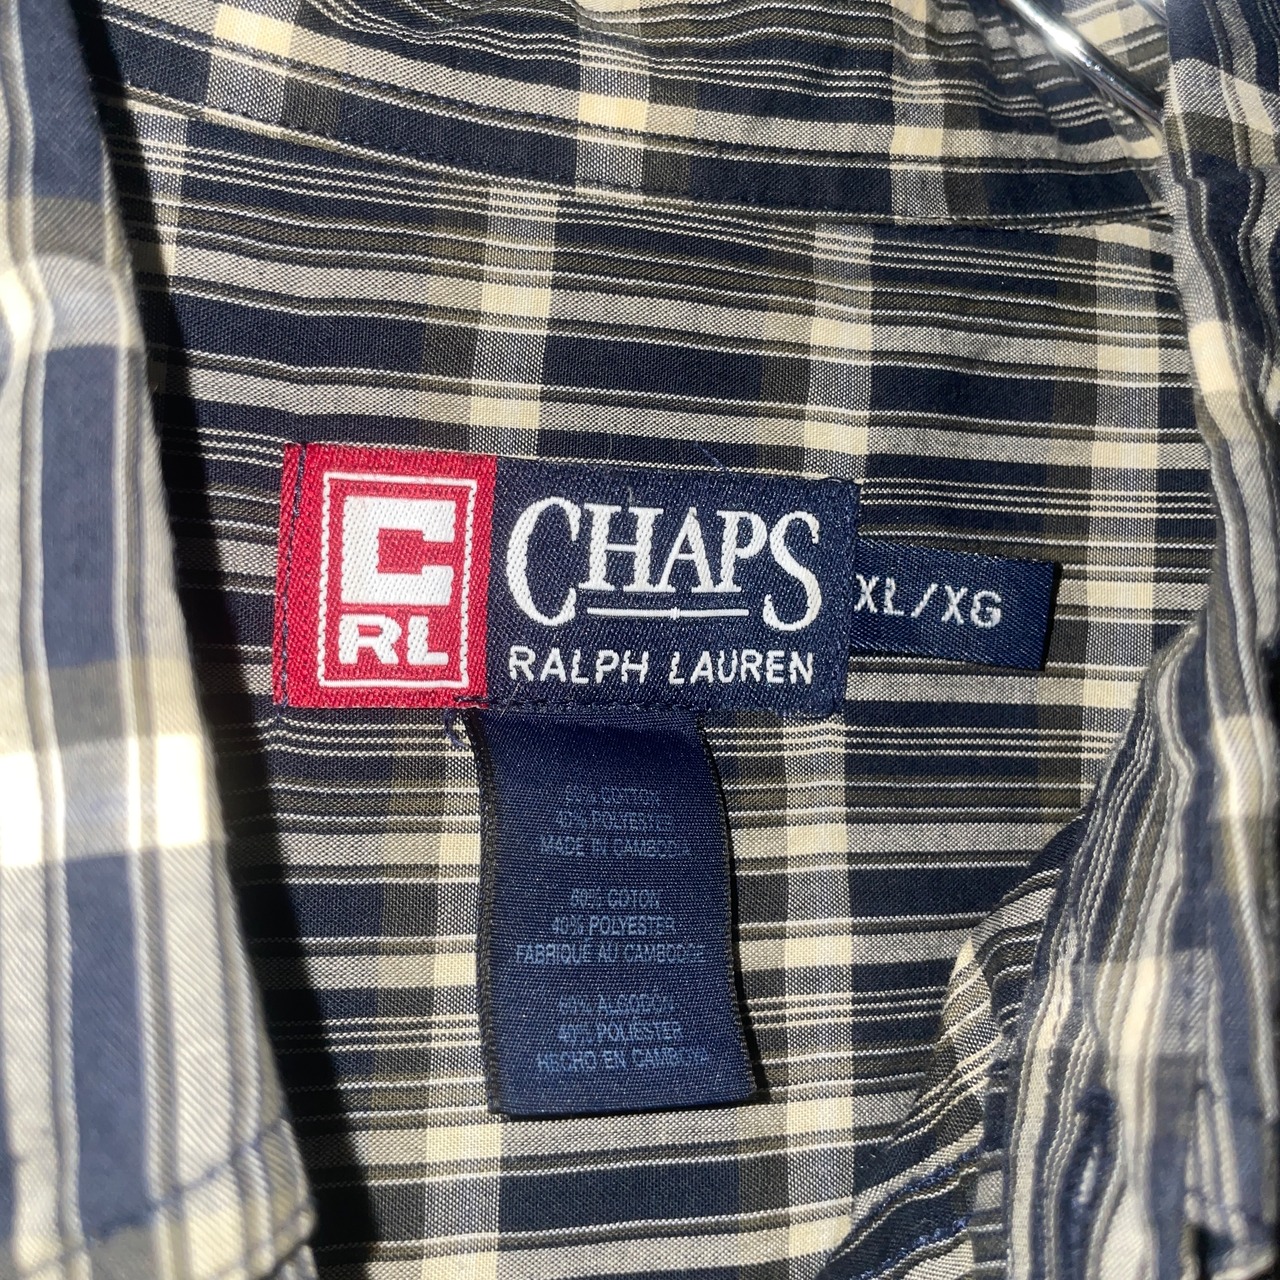 C
RL
CHAPS
RALPH LAUREN
XL/XG
60% COTTON
40% POLYESTER
MADE IN CAMBODIA
60% COTON
40% POLYESTER
FABRIQUE AU CAMBODGE
60% ALGODON
40% POLIESTER
HECHO EN CAMBOYA